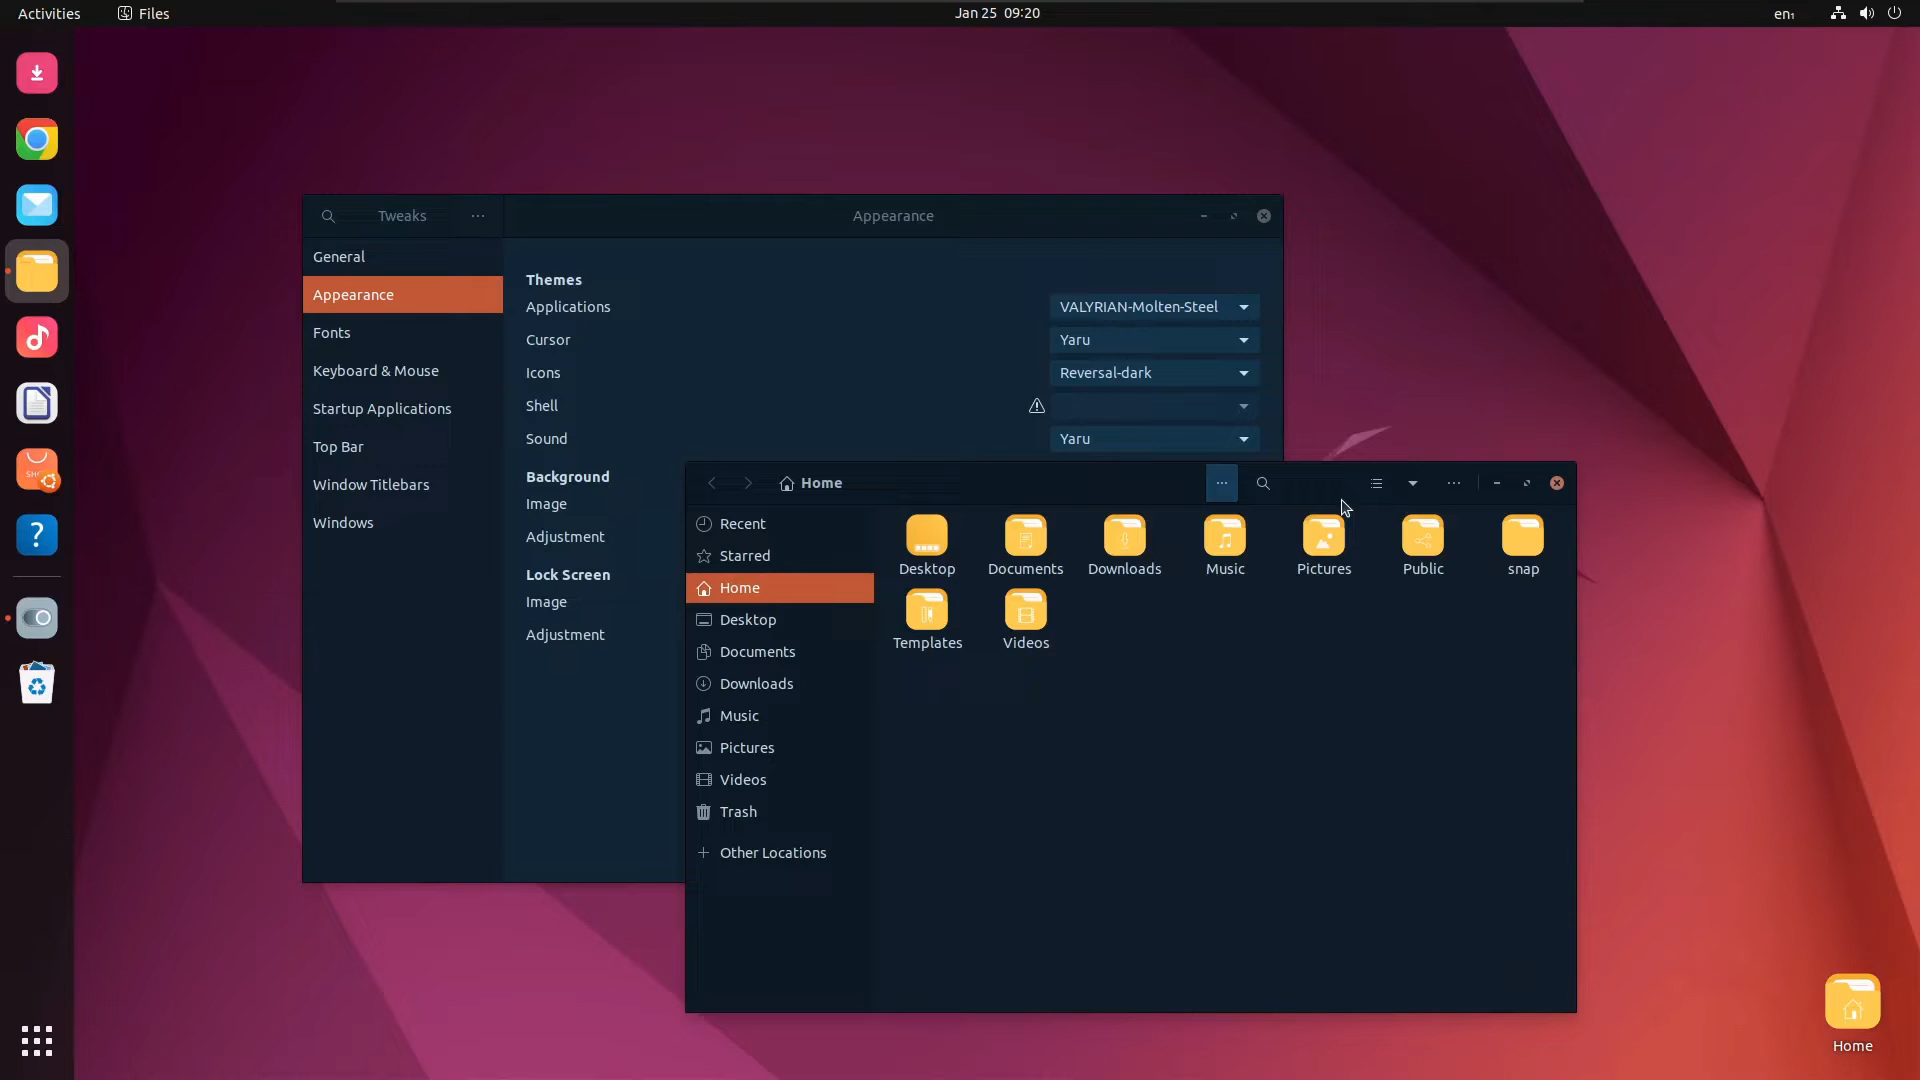 Activities
Files
Jan 25 09:20
en₁
Tweaks
Appearance
General
Appearance
Fonts
Keyboard & Mouse
Startup Applications
Top Bar
Window Titlebars
Windows
Themes
Applications
VALYRIAN-Molten-Steel
Cursor
Yaru
Icons
Reversal-dark
Shell
Sound
Yaru
Background
Image
Adjustment
Lock Screen
Image
Adjustment
Home
Recent
Starred
Home
Desktop
Documents
Downloads
Music
Pictures
Videos
Trash
Other Locations
Desktop
Documents
Downloads
Music
Pictures
Public
snap
Templates
Videos
Home